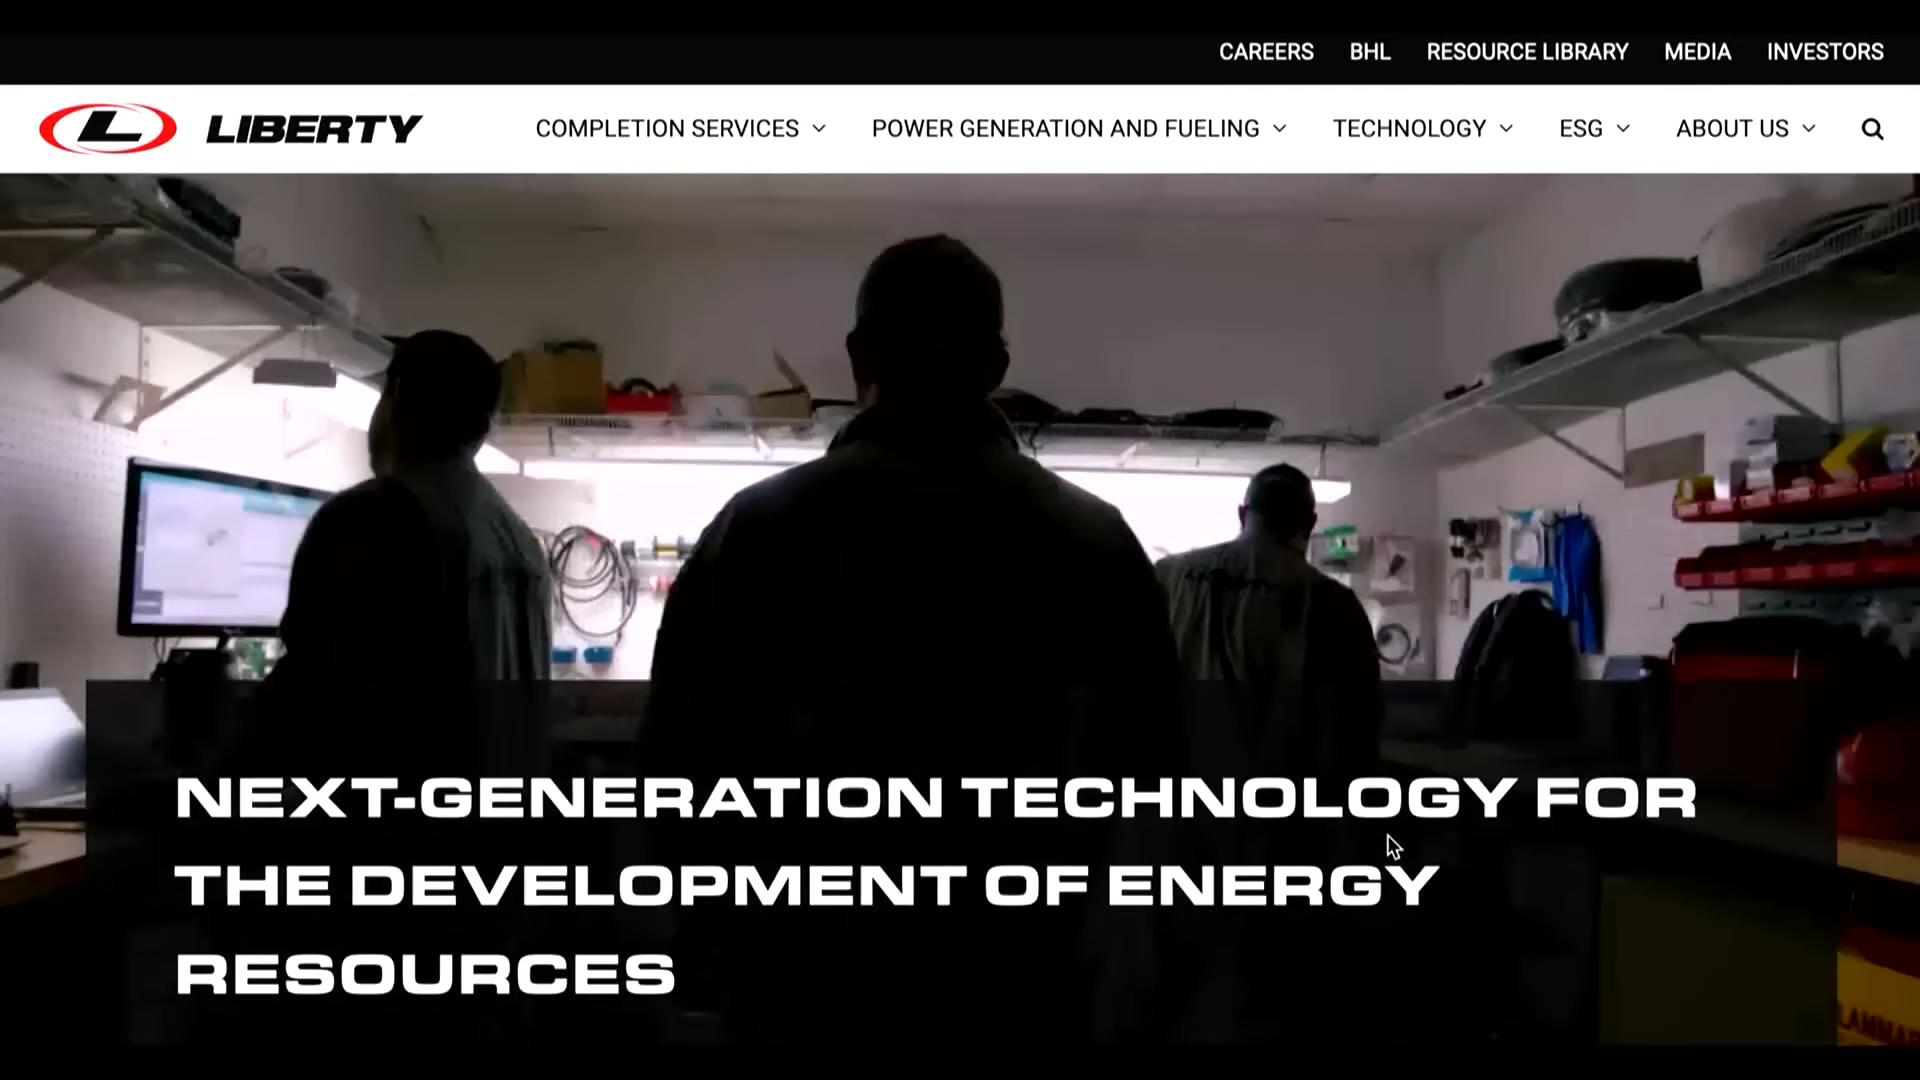 CAREERS BHL RESOURCE LIBRARY MEDIA INVESTORS
L LIBERTY COMPLETION SERVICES POWER GENERATION AND FUELING TECHNOLOGY ESG ABOUT US
NEXT-GENERATION TECHNOLOGY FOR
THE DEVELOPMENT OF ENERGY
RESOURCES